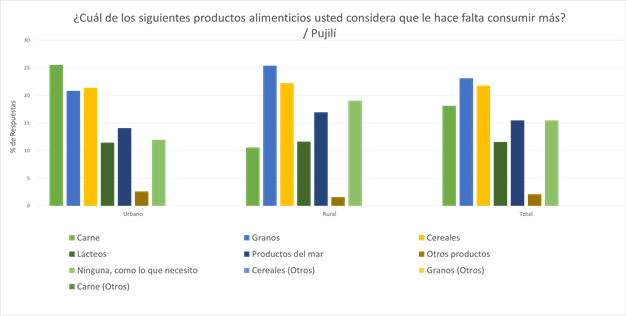 ¿Cuál de los siguientes productos alimenticios usted considera que le hace falta consumir más?
/ Pujilí
30
25
20
15
10
5
0
% de Respuestas
Urbano Rural Total
Carne Granos Cereales
Lácteos Productos del mar Otros productos
Ninguna, como lo que necesito Cereales (Otros) Granos (Otros)
Carne (Otros)